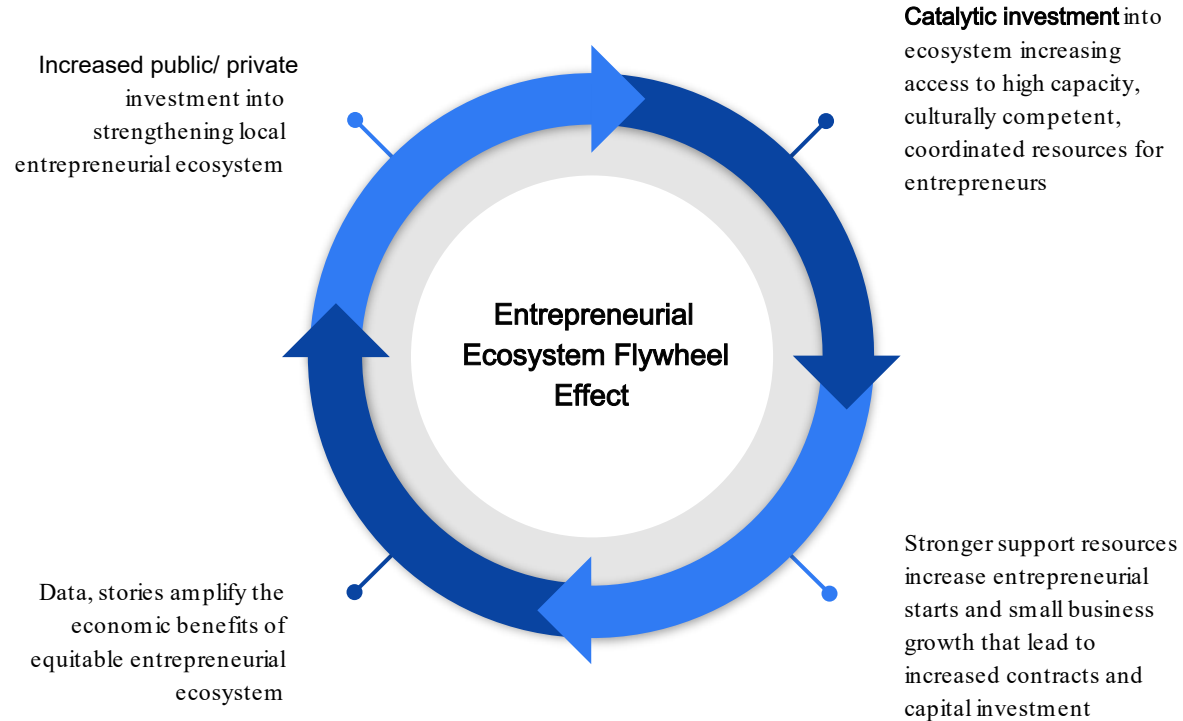 Increased public/ private
investment into
strengthening local
entrepreneurial ecosystem
Catalytic investment into
ecosystem increasing
access to high capacity,
culturally competent,
coordinated resources for
entrepreneurs
Entrepreneurial
Ecosystem Flywheel
Effect
Data, stories amplify the
economic benefits of
equitable entrepreneurial
ecosystem
Stronger support resources
increase entrepreneurial
starts and small business
growth that lead to
increased contracts and
capital investment